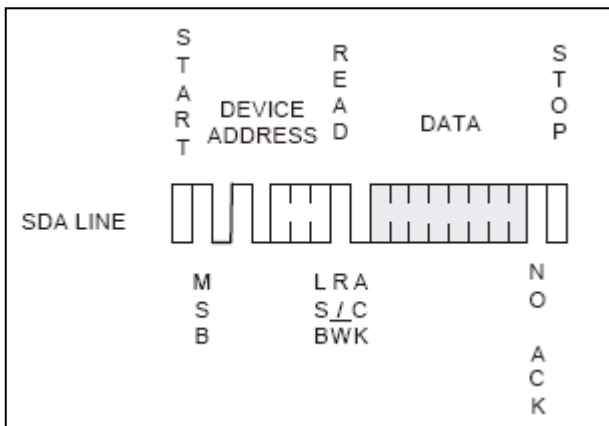 START
DEVICE
ADDRESS
READ
DATA
STOP
SDA LINE
MSB
LSB
R/W
ACK
NO ACK